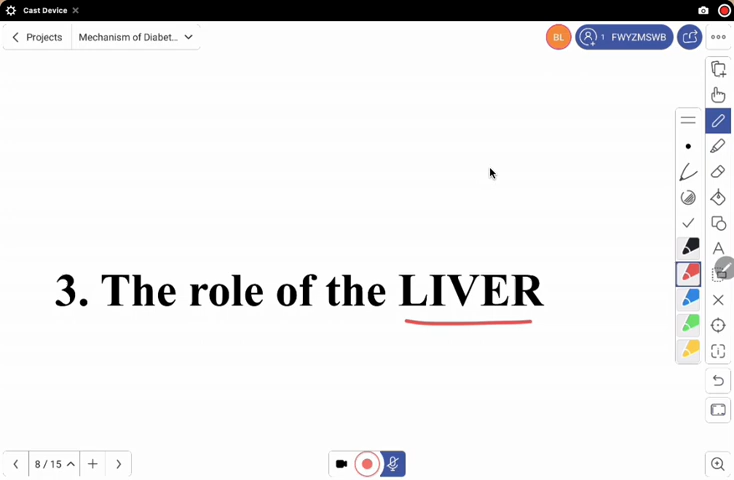 Cast Device
Projects
Mechanism of Diabet...
BL
1 FWYZMSWB
3. The role of the LIVER
A
8 / 15